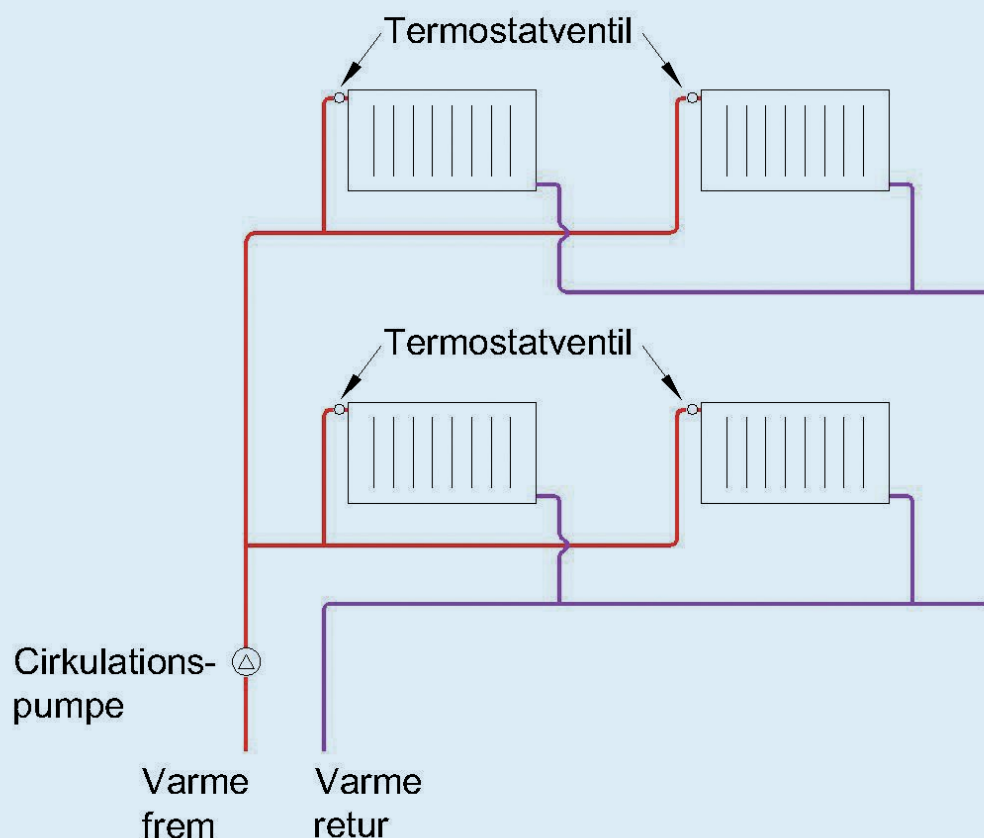 Termostatventil
Termostatventil
Cirkulations-
pumpe
Varme
frem
Varme
retur